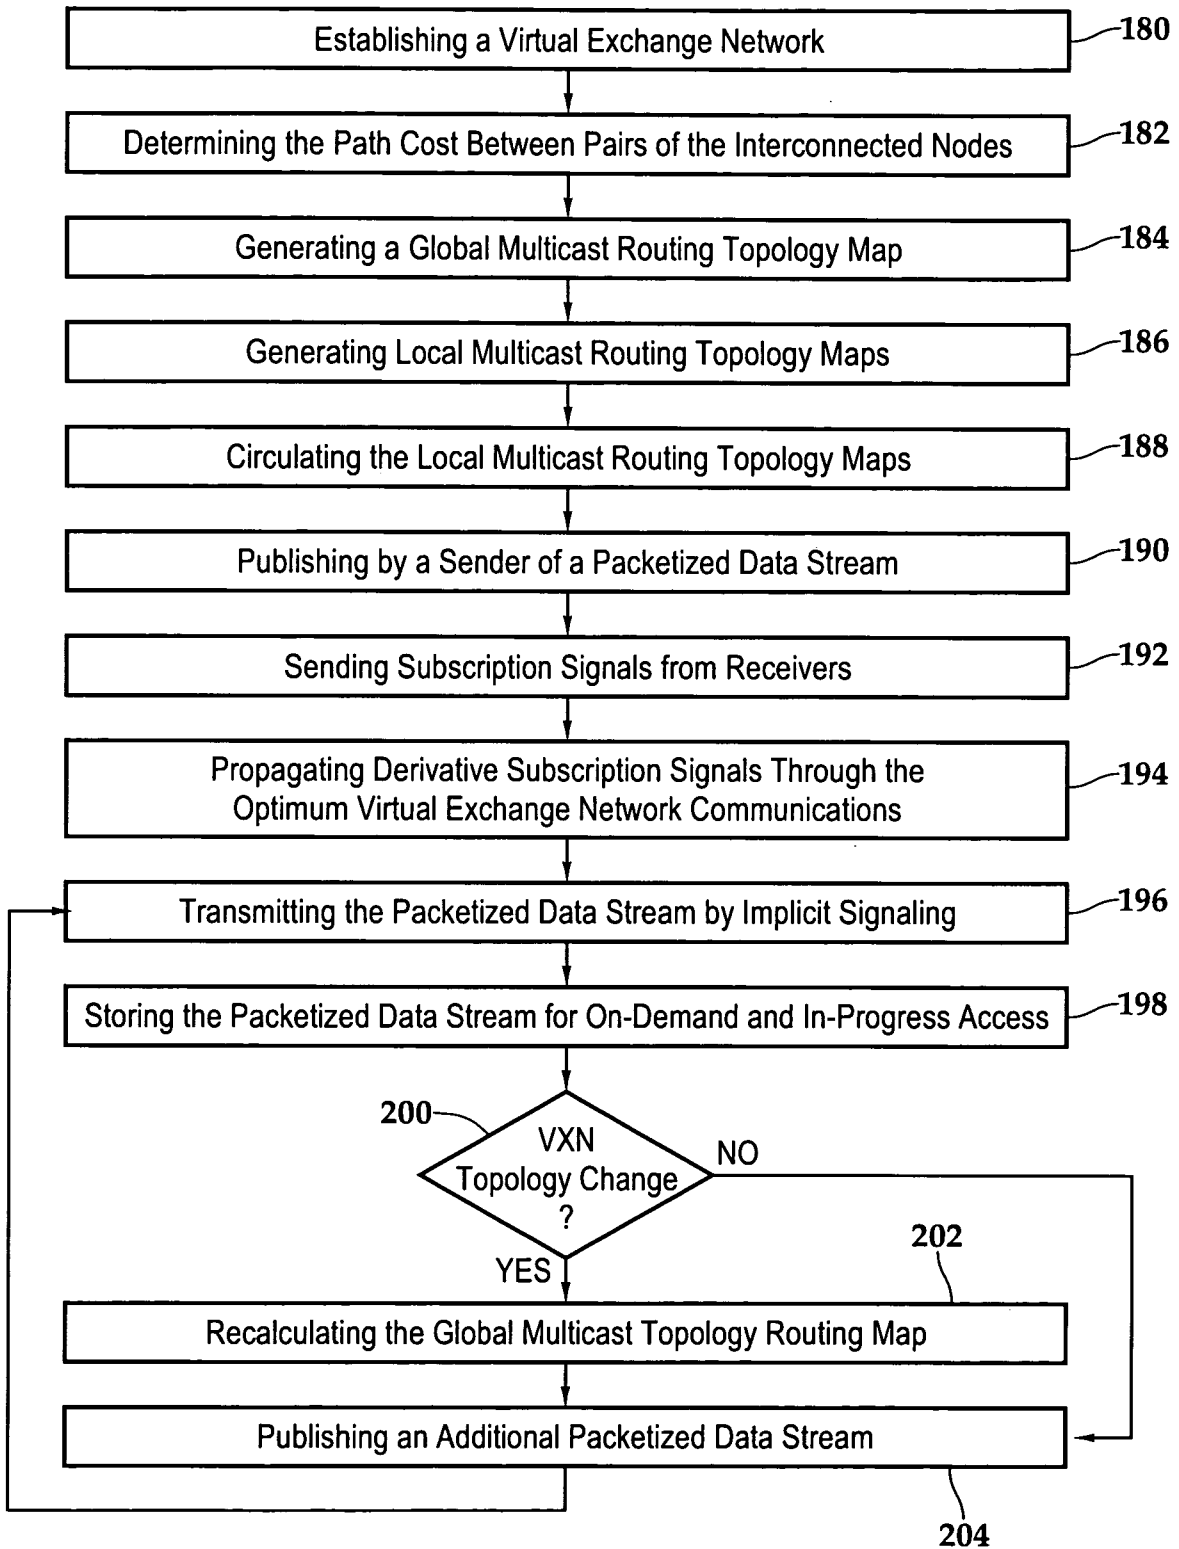 Establishing a Virtual Exchange Network
180
Determining the Path Cost Between Pairs of the Interconnected Nodes
182
Generating a Global Multicast Routing Topology Map
184
Generating Local Multicast Routing Topology Maps
186
Circulating the Local Multicast Routing Topology Maps
188
Publishing by a Sender of a Packetized Data Stream
190
Sending Subscription Signals from Receivers
192
Propagating Derivative Subscription Signals Through the
Optimum Virtual Exchange Network Communications
194
Transmitting the Packetized Data Stream by Implicit Signaling
196
Storing the Packetized Data Stream for On-Demand and In-Progress Access
198
200
VXN
Topology Change
?
NO
YES
202
Recalculating the Global Multicast Topology Routing Map
Publishing an Additional Packetized Data Stream
204